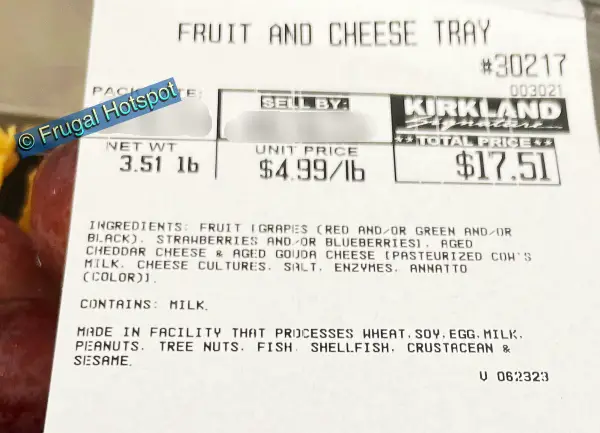 FRUIT AND CHEESE TRAY
#30217
003021
© Frugal Hotspot
SELL BY:
KIRKLAND
Signature
NET WT
3.51 lb
UNIT PRICE
$4.99/lb
TOTAL PRICE
$17.51
INGREDIENTS: FRUIT [GRAPES (RED AND/OR GREEN AND/OR
BLACK), STRAWBERRIES AND/OR BLUEBERRIES], AGED
CHEDDAR CHEESE & AGED GOUDA CHEESE [PASTEURIZED COW'S
MILK, CHEESE CULTURES, SALT, ENZYMES, ANNATTO
(COLOR)].
CONTAINS: MILK.
MADE IN FACILITY THAT PROCESSES WHEAT, SOY, EGG, MILK,
PEANUTS, TREE NUTS, FISH, SHELLFISH, CRUSTACEAN &
SESAME.
V 062323